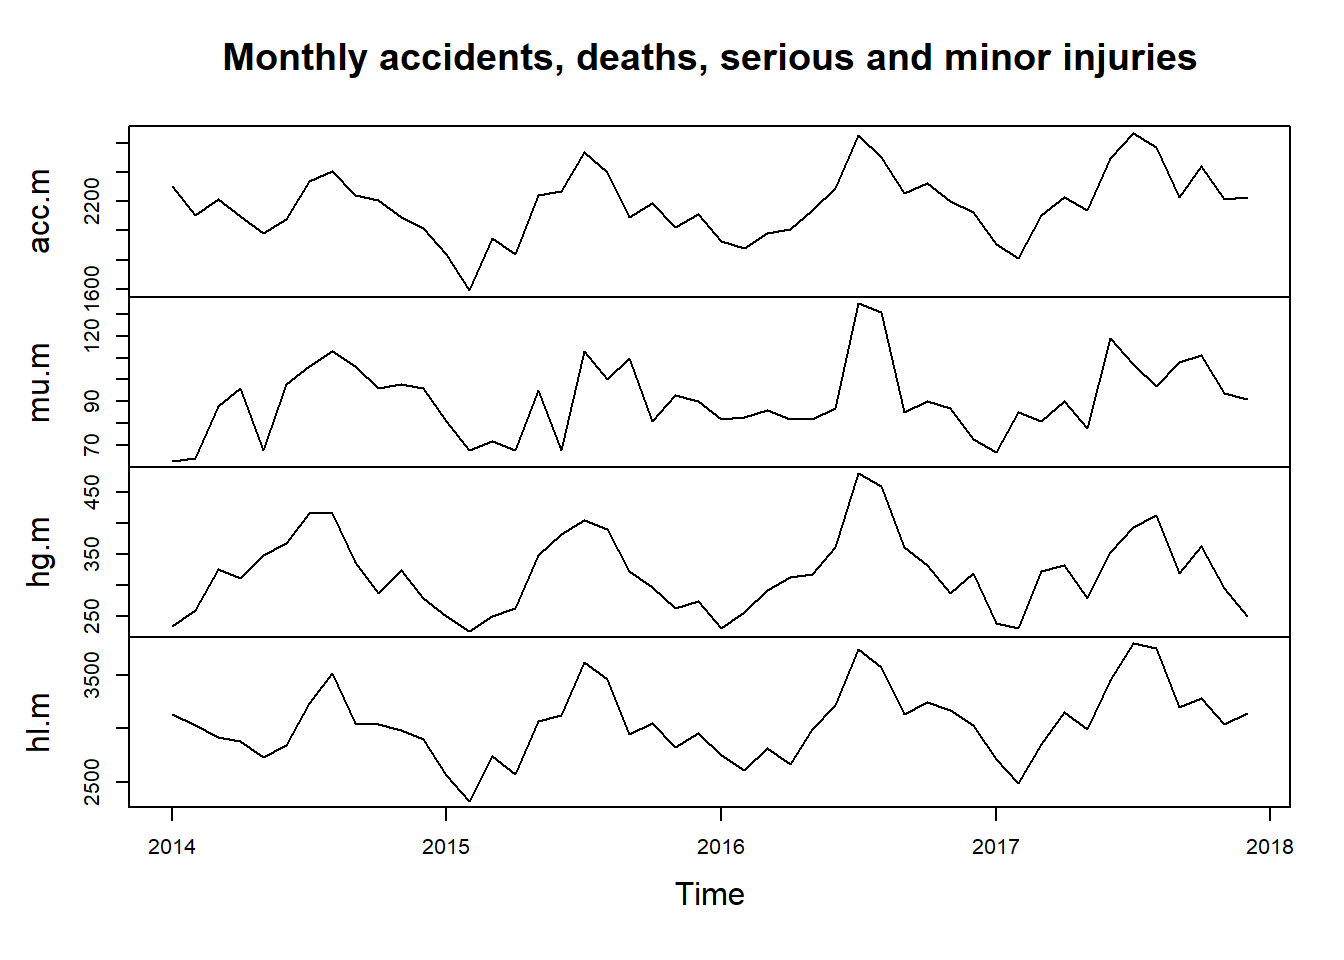 Monthly accidents, deaths, serious and minor injuries
acc.m
2200
1600
mu.m
120
90
70
hg.m
450
350
250
hl.m
3500
2500
2014 2015 2016 2017 2018
Time